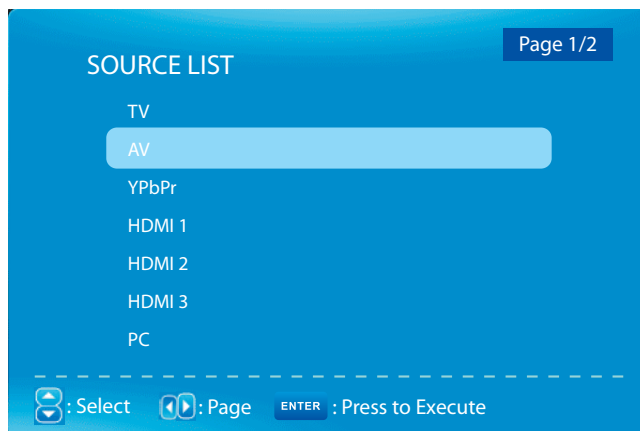 Page 1/2
SOURCE LIST
TV
AV
YPbPr
HDMI 1
HDMI 2
HDMI 3
PC
: Select : Page ENTER : Press to Execute